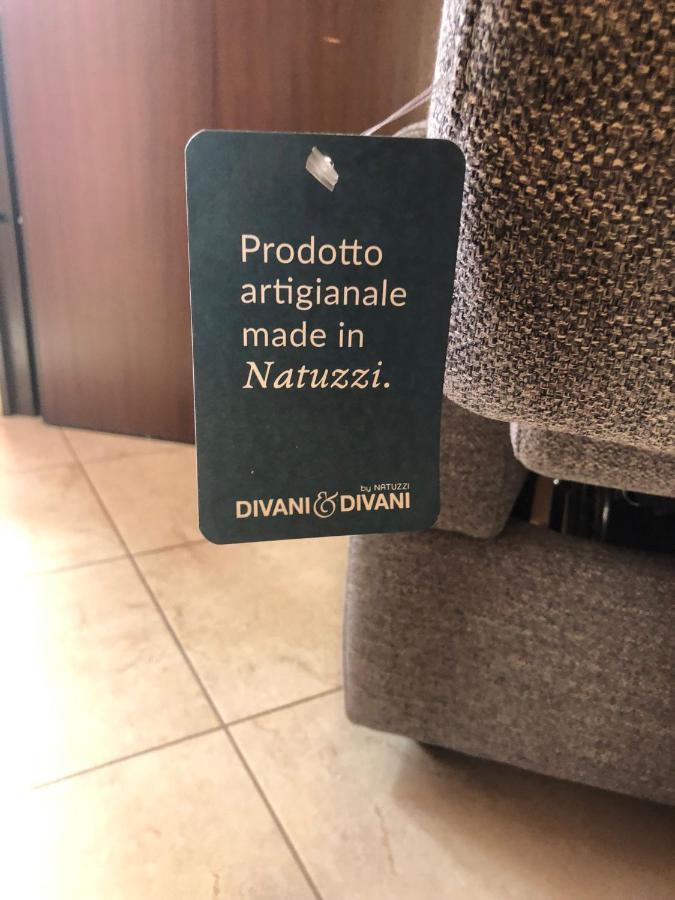 Prodotto
artigianale
made in
Natuzzi.
by NATUZZI
DIVANI & DIVANI